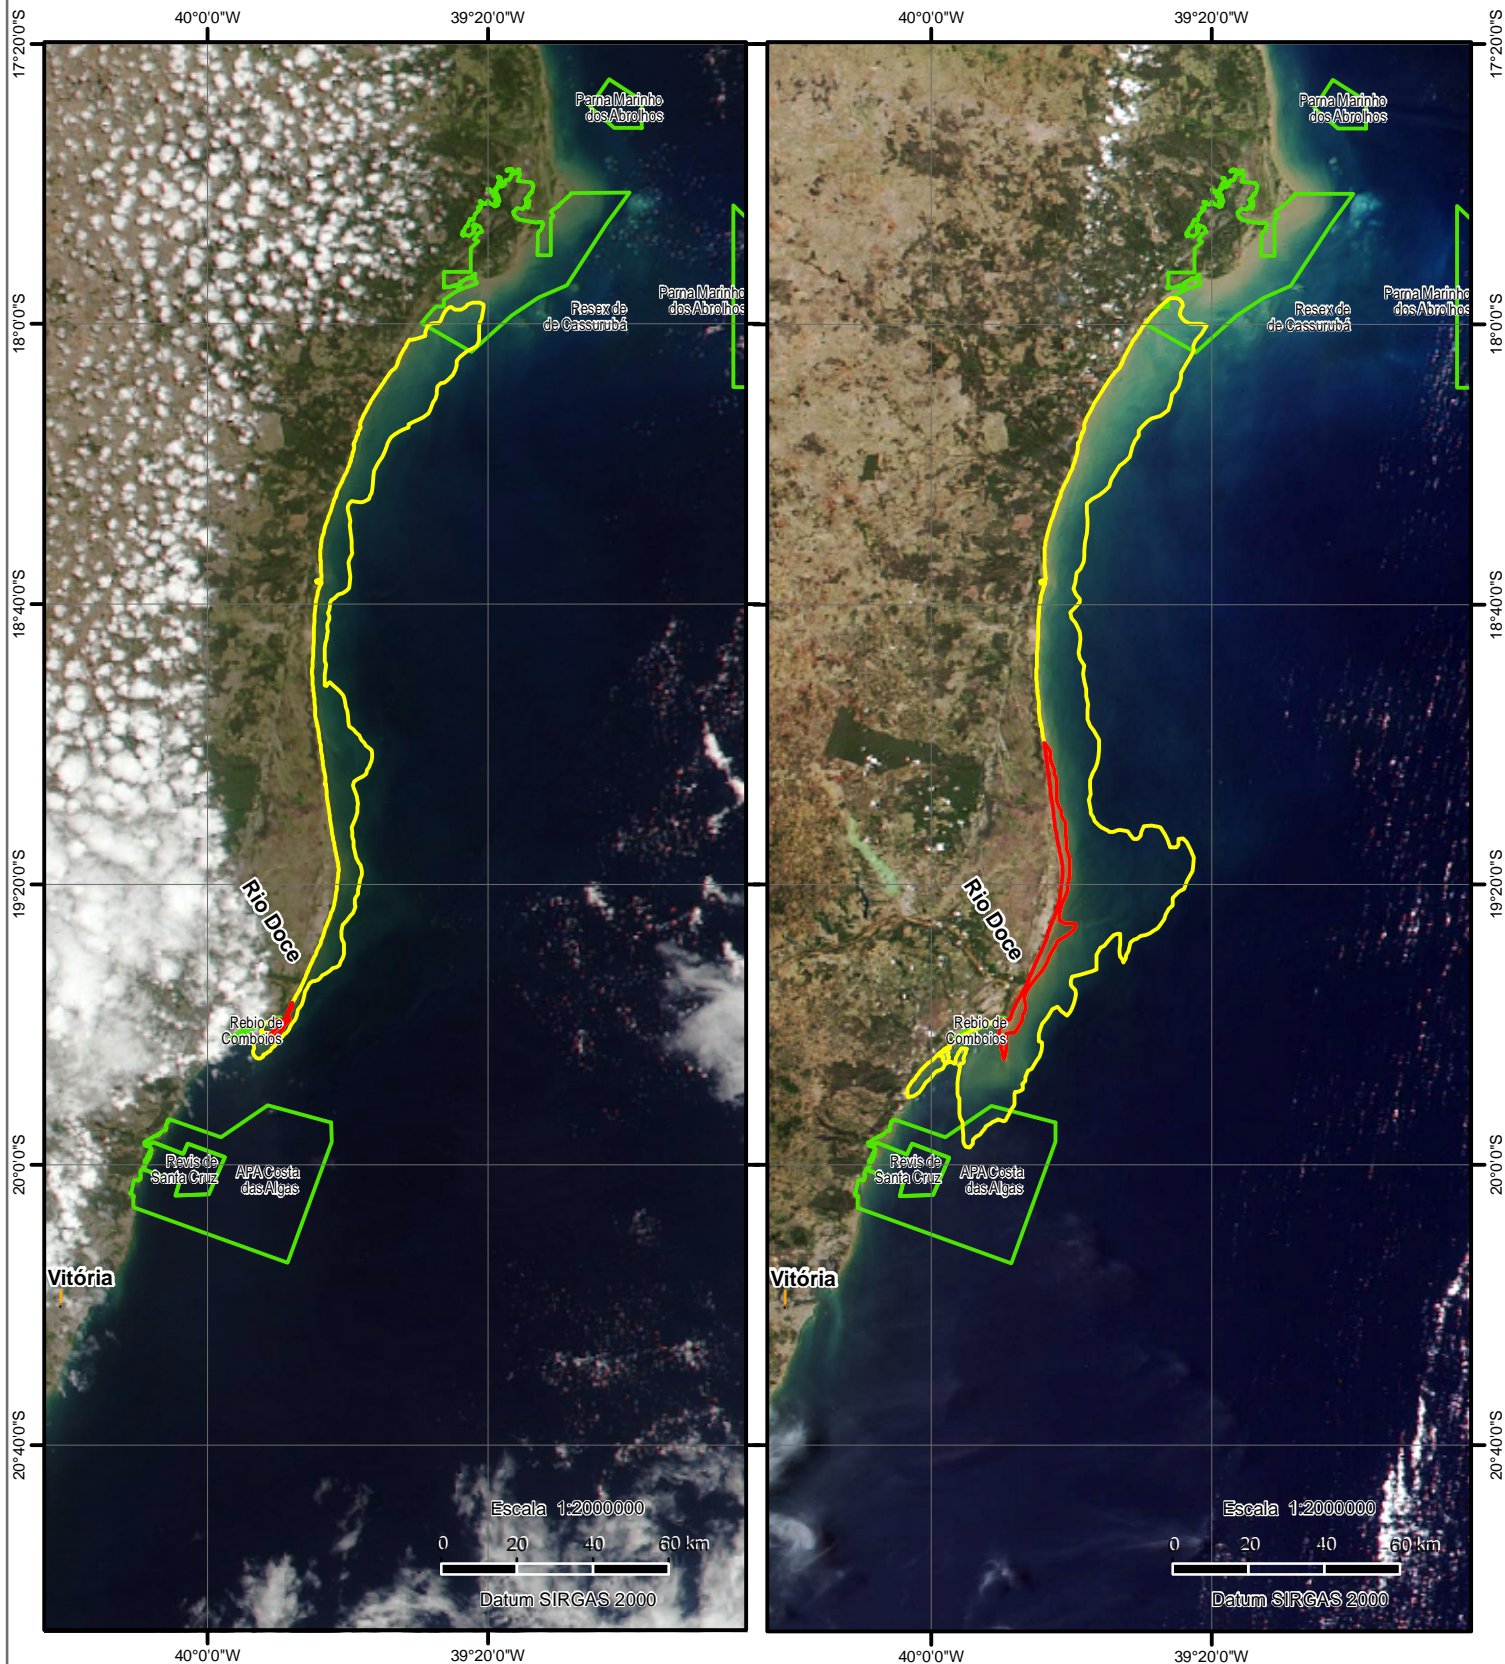 40°0'0"W
39°20'0"W
40°0'0"W
39°20'0"W
17°20'0"S
17°20'0"S
Parna Marinho
dos Abrolhos
Parna Marinho
dos Abrolhos
Parna Marinho
dos Abrolhos
Parna Marinho
dos Abrolhos
Resex de
de Cassurubá
Resex de
de Cassurubá
18°0'0"S
18°0'0"S
18°40'0"S
18°40'0"S
19°20'0"S
19°20'0"S
Rio Doce
Rio Doce
Rebio de
Comboios
Rebio de
Comboios
20°0'0"S
20°0'0"S
Revis de
Santa Cruz
APA Costa
das Algas
Revis de
Santa Cruz
APA Costa
das Algas
Vitória
Vitória
20°40'0"S
20°40'0"S
Escala 1:2000000
0 20 40 60 km
Datum SIRGAS 2000
Escala 1:2000000
0 20 40 60 km
Datum SIRGAS 2000
40°0'0"W
39°20'0"W
40°0'0"W
39°20'0"W